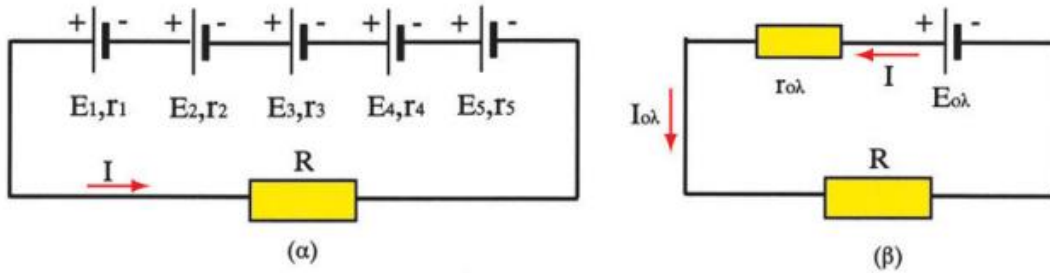 + - + - + - + - + -
E1,r1 E2,r2 E3,r3 E4,r4 E5,r5
I
R
(α)
+ -
I
rολ
Eολ
Iολ
R
(β)